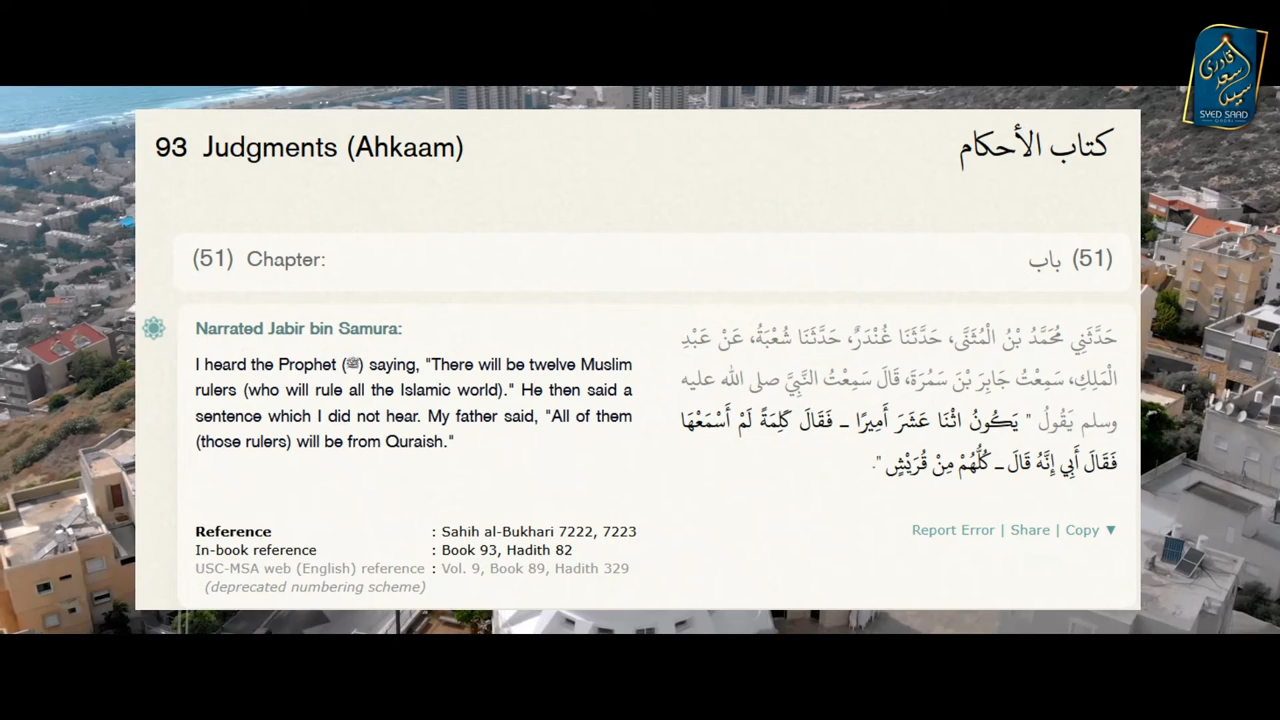 قادری
سعد
سید
SYED SAAD
QADRI
93 Judgments (Ahkaam)
كتاب الأحكام
(51) Chapter:
(51) باب
Narrated Jabir bin Samura:
I heard the Prophet (ﷺ) saying, "There will be twelve Muslim
rulers (who will rule all the Islamic world)." He then said a
sentence which I did not hear. My father said, "All of them
(those rulers) will be from Quraish."
حَدَّثَنِي مُحَمَّدُ بْنُ الْمُثَنَّى، حَدَّثَنَا غُنْدَرٌ، حَدَّثَنَا شُعْبَةُ، عَنْ عَبْدِ
الْمَلِكِ، سَمِعْتُ جَابِرَ بْنَ سَمُرَةَ، قَالَ سَمِعْتُ النَّبِيَّ صلى الله عليه
وسلم يَقُولُ " يَكُونُ اثْنَا عَشَرَ أَمِيرًا ـ فَقَالَ كَلِمَةً لَمْ أَسْمَعْهَا
فَقَالَ أَبِي إِنَّهُ قَالَ ـ كُلُّهُمْ مِنْ قُرَيْشٍ ".
Reference : Sahih al-Bukhari 7222, 7223
In-book reference : Book 93, Hadith 82
USC-MSA web (English) reference : Vol. 9, Book 89, Hadith 329
(deprecated numbering scheme)
Report Error | Share | Copy ▼